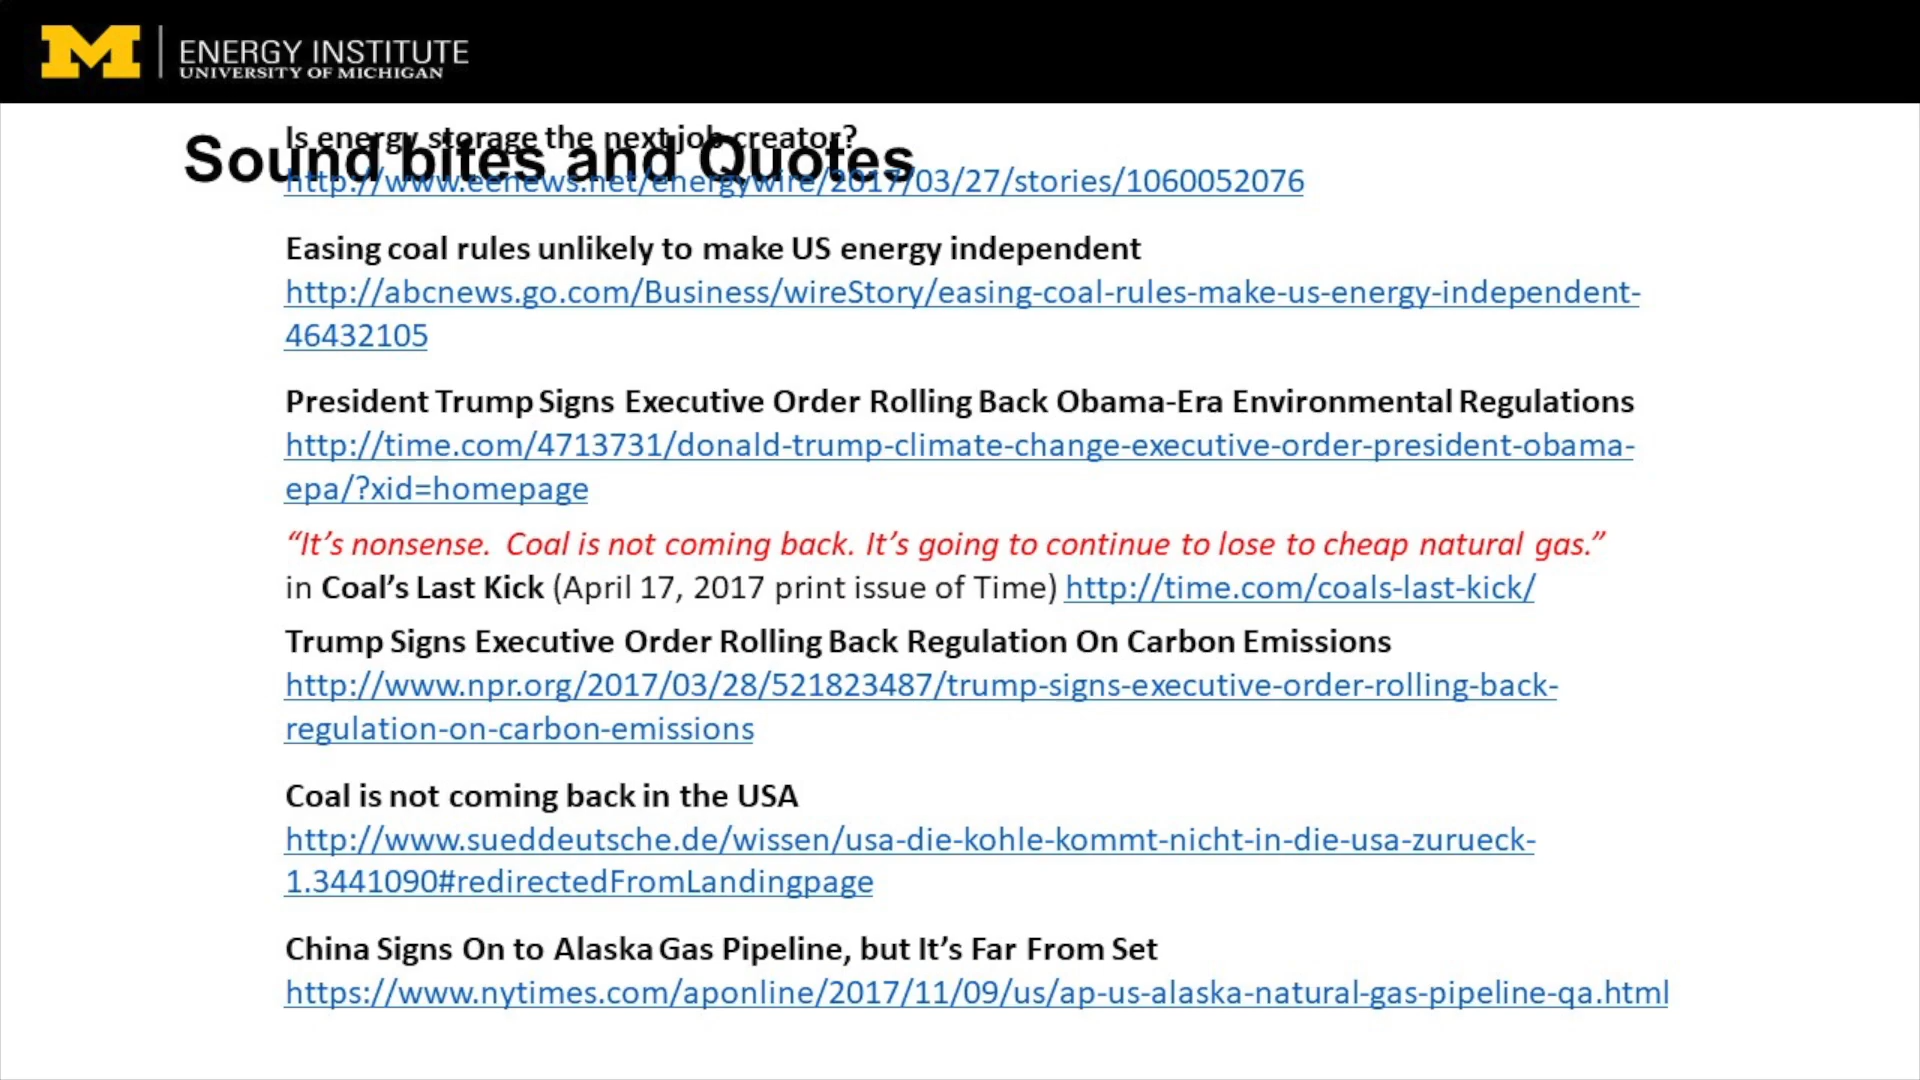 M
ENERGY INSTITUTE
UNIVERSITY OF MICHIGAN
Sound bites and Quotes
Is energy storage the next job creator?
http://www.eenews.net/energywire/2017/03/27/stories/1060052076
Easing coal rules unlikely to make US energy independent
http://abcnews.go.com/Business/wireStory/easing-coal-rules-make-us-energy-independent-
46432105
President Trump Signs Executive Order Rolling Back Obama-Era Environmental Regulations
http://time.com/4713731/donald-trump-climate-change-executive-order-president-obama-
epa/?xid=homepage
“It’s nonsense. Coal is not coming back. It’s going to continue to lose to cheap natural gas.”
in Coal’s Last Kick (April 17, 2017 print issue of Time) http://time.com/coals-last-kick/
Trump Signs Executive Order Rolling Back Regulation On Carbon Emissions
http://www.npr.org/2017/03/28/521823487/trump-signs-executive-order-rolling-back-
regulation-on-carbon-emissions
Coal is not coming back in the USA
http://www.sueddeutsche.de/wissen/usa-die-kohle-kommt-nicht-in-die-usa-zurueck-
1.3441090#redirectedFromLandingpage
China Signs On to Alaska Gas Pipeline, but It’s Far From Set
https://www.nytimes.com/aponline/2017/11/09/us/ap-us-alaska-natural-gas-pipeline-qa.html